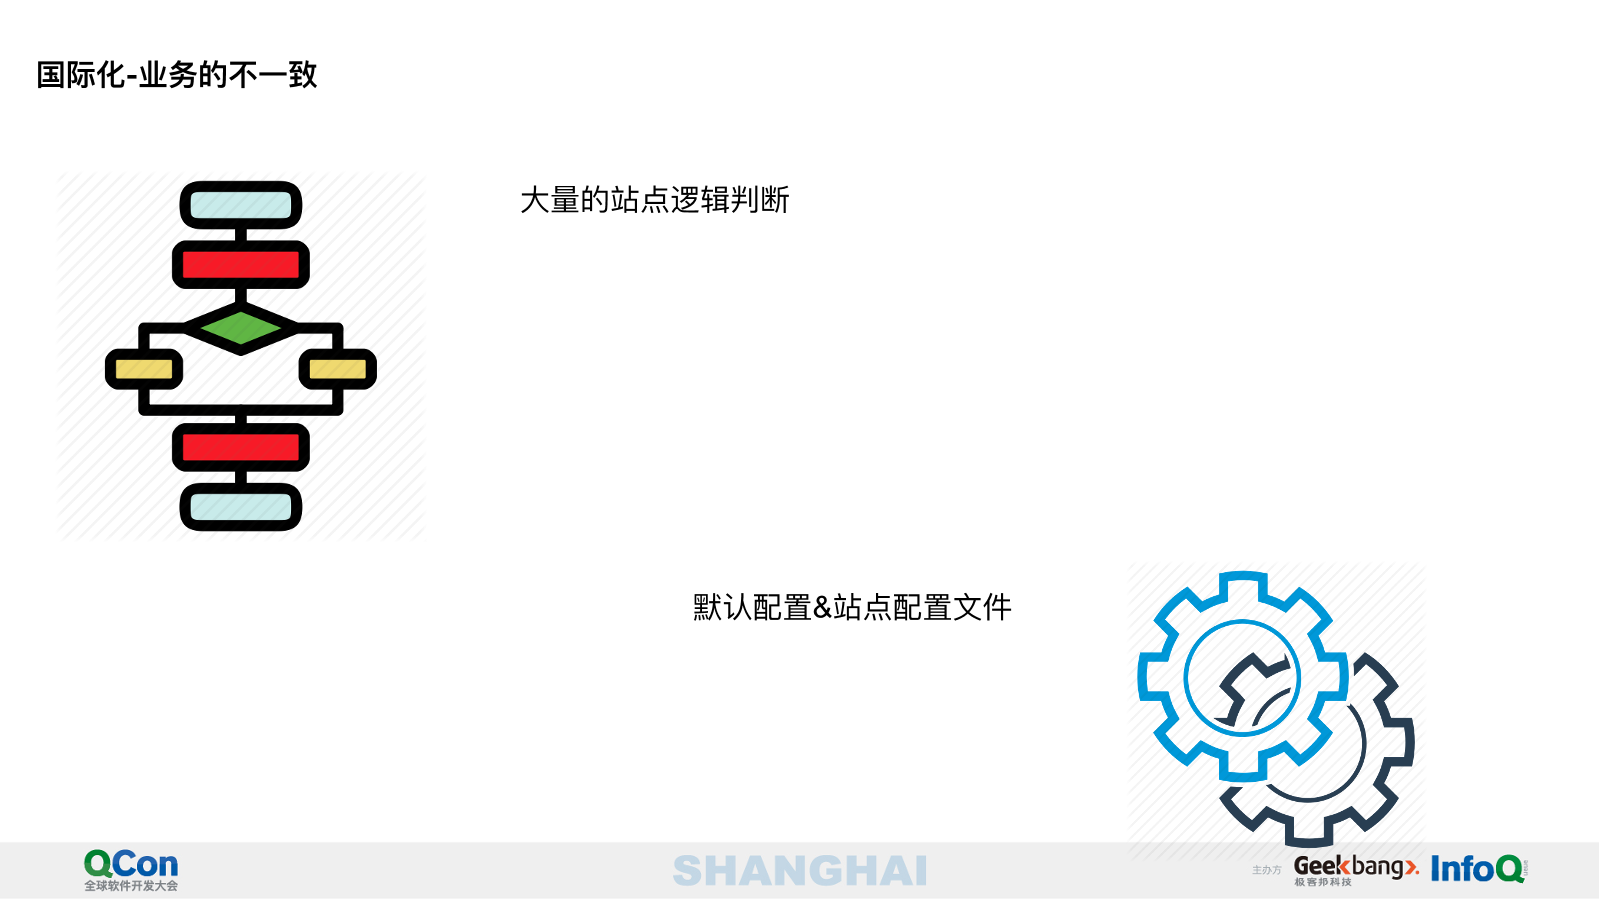 国际化-业务的不一致
大量的站点逻辑判断
默认配置&站点配置文件
QCon
全球软件开发大会
SHANGHAI
主办方
Geekbang>.
极客邦科技
InfoQ